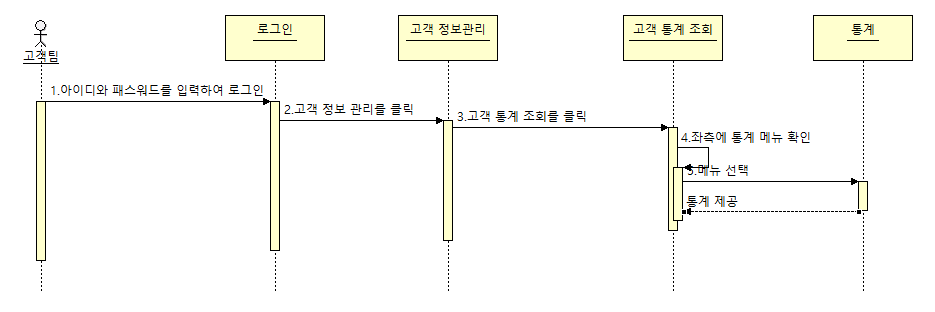 로그인
고객 정보관리
고객 통계 조회
통계
고객팀
1.아이디와 패스워드를 입력하여 로그인
2.고객 정보 관리를 클릭
3.고객 통계 조회를 클릭
4.좌측에 통계 메뉴 확인
5.메뉴 선택
통계 제공